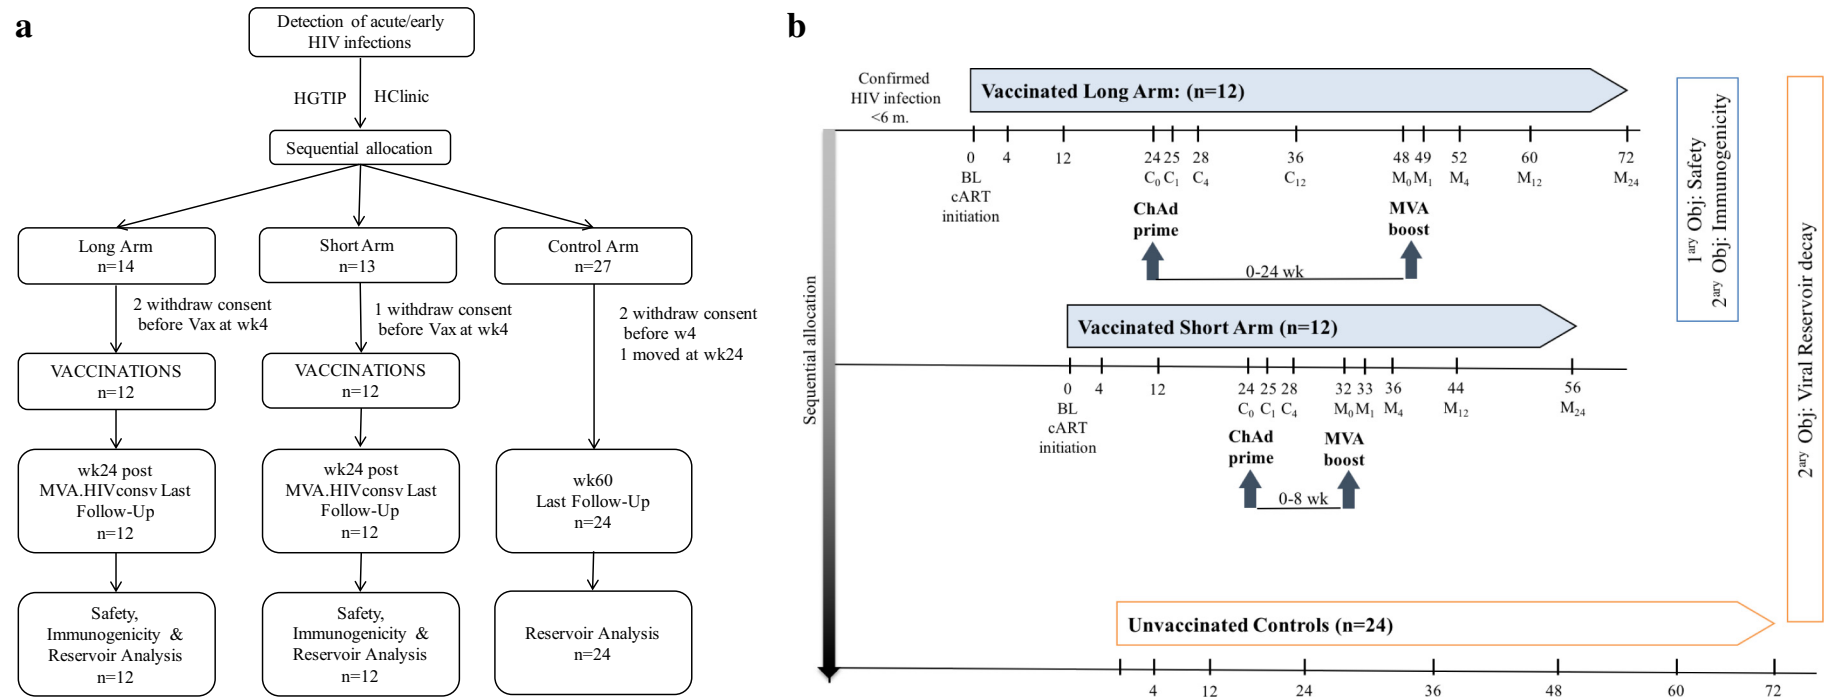 a
Detection of acute/early
HIV infections
HGTIP
HClinic
Sequential allocation
Long Arm
n=14
Short Arm
n=13
Control Arm
n=27
2 withdraw consent
before Vax at wk4
1 withdraw consent
before Vax at wk4
2 withdraw consent
before w4
1 moved at wk24
VACCINATIONS
n=12
VACCINATIONS
n=12
wk24 post
MVA.HIVconsv Last
Follow-Up
n=12
wk24 post
MVA.HIVconsv Last
Follow-Up
n=12
wk60
Last Follow-Up
n=24
Safety,
Immunogenicity &
Reservoir Analysis
n=12
Safety,
Immunogenicity &
Reservoir Analysis
n=12
Reservoir Analysis
n=24
b
Sequential allocation
Confirmed
HIV infection
<6 m.
Vaccinated Long Arm: (n=12)
0 4 12 24 25 28 36 48 49 52 60 72
BL C₀ C₁ C₄ C₁₂ M₀ M₁ M₄ M₁₂ M₂₄
cART
initiation
ChAd
prime
MVA
boost
0-24 wk
Vaccinated Short Arm (n=12)
0 4 12 24 25 28 32 33 36 44 56
BL C₀ C₁ C₄ M₀ M₁ M₄ M₁₂ M₂₄
cART
initiation
ChAd
prime
MVA
boost
0-8 wk
Unvaccinated Controls (n=24)
4 12 24 36 48 60 72
1ᵃʳʸ Obj: Safety
2ᵃʳʸ Obj: Immunogenicity
2ᵃʳʸ Obj: Viral Reservoir decay